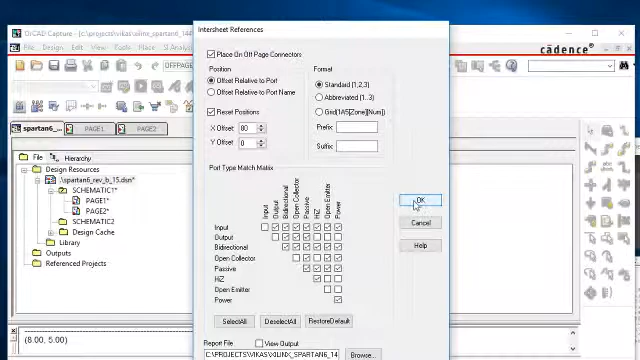 OrCAD Capture - [c:\projects\vikas\xilinx_spartan6_144
cādence
File
Design
Edit
View
Tools
Place
SI Analysis
OFFPAGE
spartan6_...
PAGE1
PAGE2
File
Hierarchy
Design Resources
.\spartan6_rev_b_15.dsn*
SCHEMATIC1*
PAGE1*
PAGE2*
SCHEMATIC2
Design Cache
Library
Outputs
Referenced Projects
(8.00, 5.00)
Intersheet References
Place On Off Page Connectors
Position
Offset Relative to Port
Offset Relative to Port Name
Reset Positions
X Offset: 80
Y Offset: 0
Format
Standard (1,2,3)
Abbreviated (1..3)
Grid(1A5[Zone][Num])
Prefix
Suffix
Port Type Match Matrix
Input
Output
Bidirectional
Open Collector
Passive
HiZ
Open Emitter
Power
Input
Output
Bidirectional
Open Collector
Passive
HiZ
Open Emitter
Power
SelectAll
DeselectAll
RestoreDefault
Report File
View Output
C:\PROJECTS\VIKAS\XILINX_SPARTAN6_14
Browse...
OK
Cancel
Help